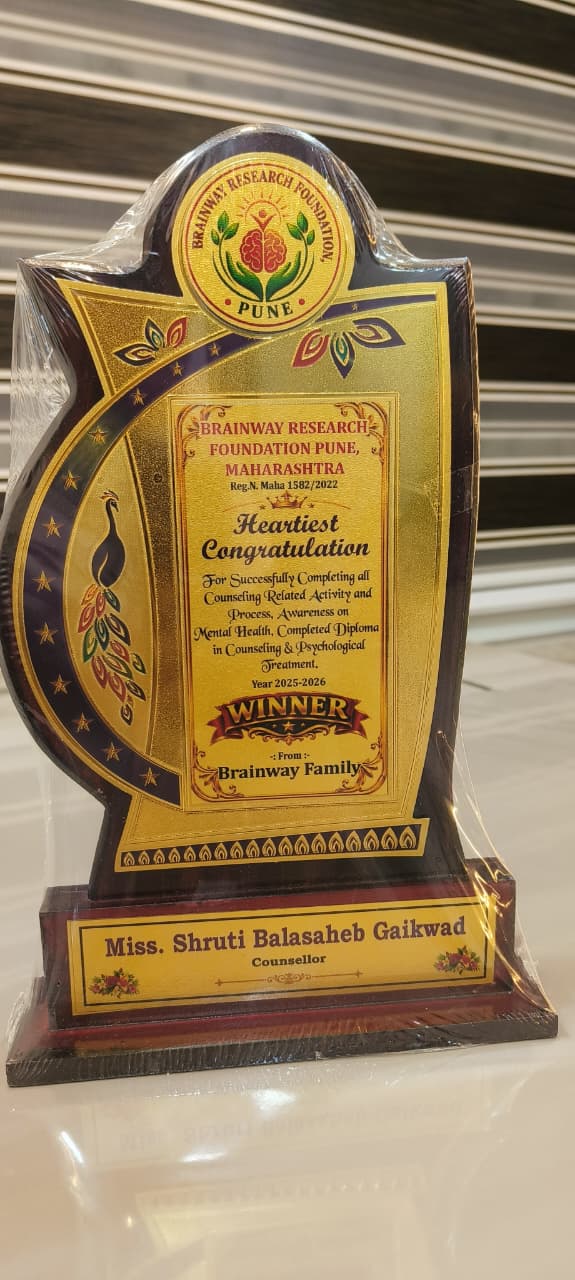 BRAINWAY RESEARCH FOUNDATION,
• PUNE •
BRAINWAY RESEARCH
FOUNDATION PUNE,
MAHARASHTRA
Reg.N. Maha 1582/2022
Heartiest
Congratulation
For Successfully Completing all
Counseling Related Activity and
Process, Awareness on
Mental Health, Completed Diploma
in Counseling & Psychological
Treatment.
Year 2025-2026
WINNER
-: From :-
Brainway Family
Miss. Shruti Balasaheb Gaikwad
Counsellor